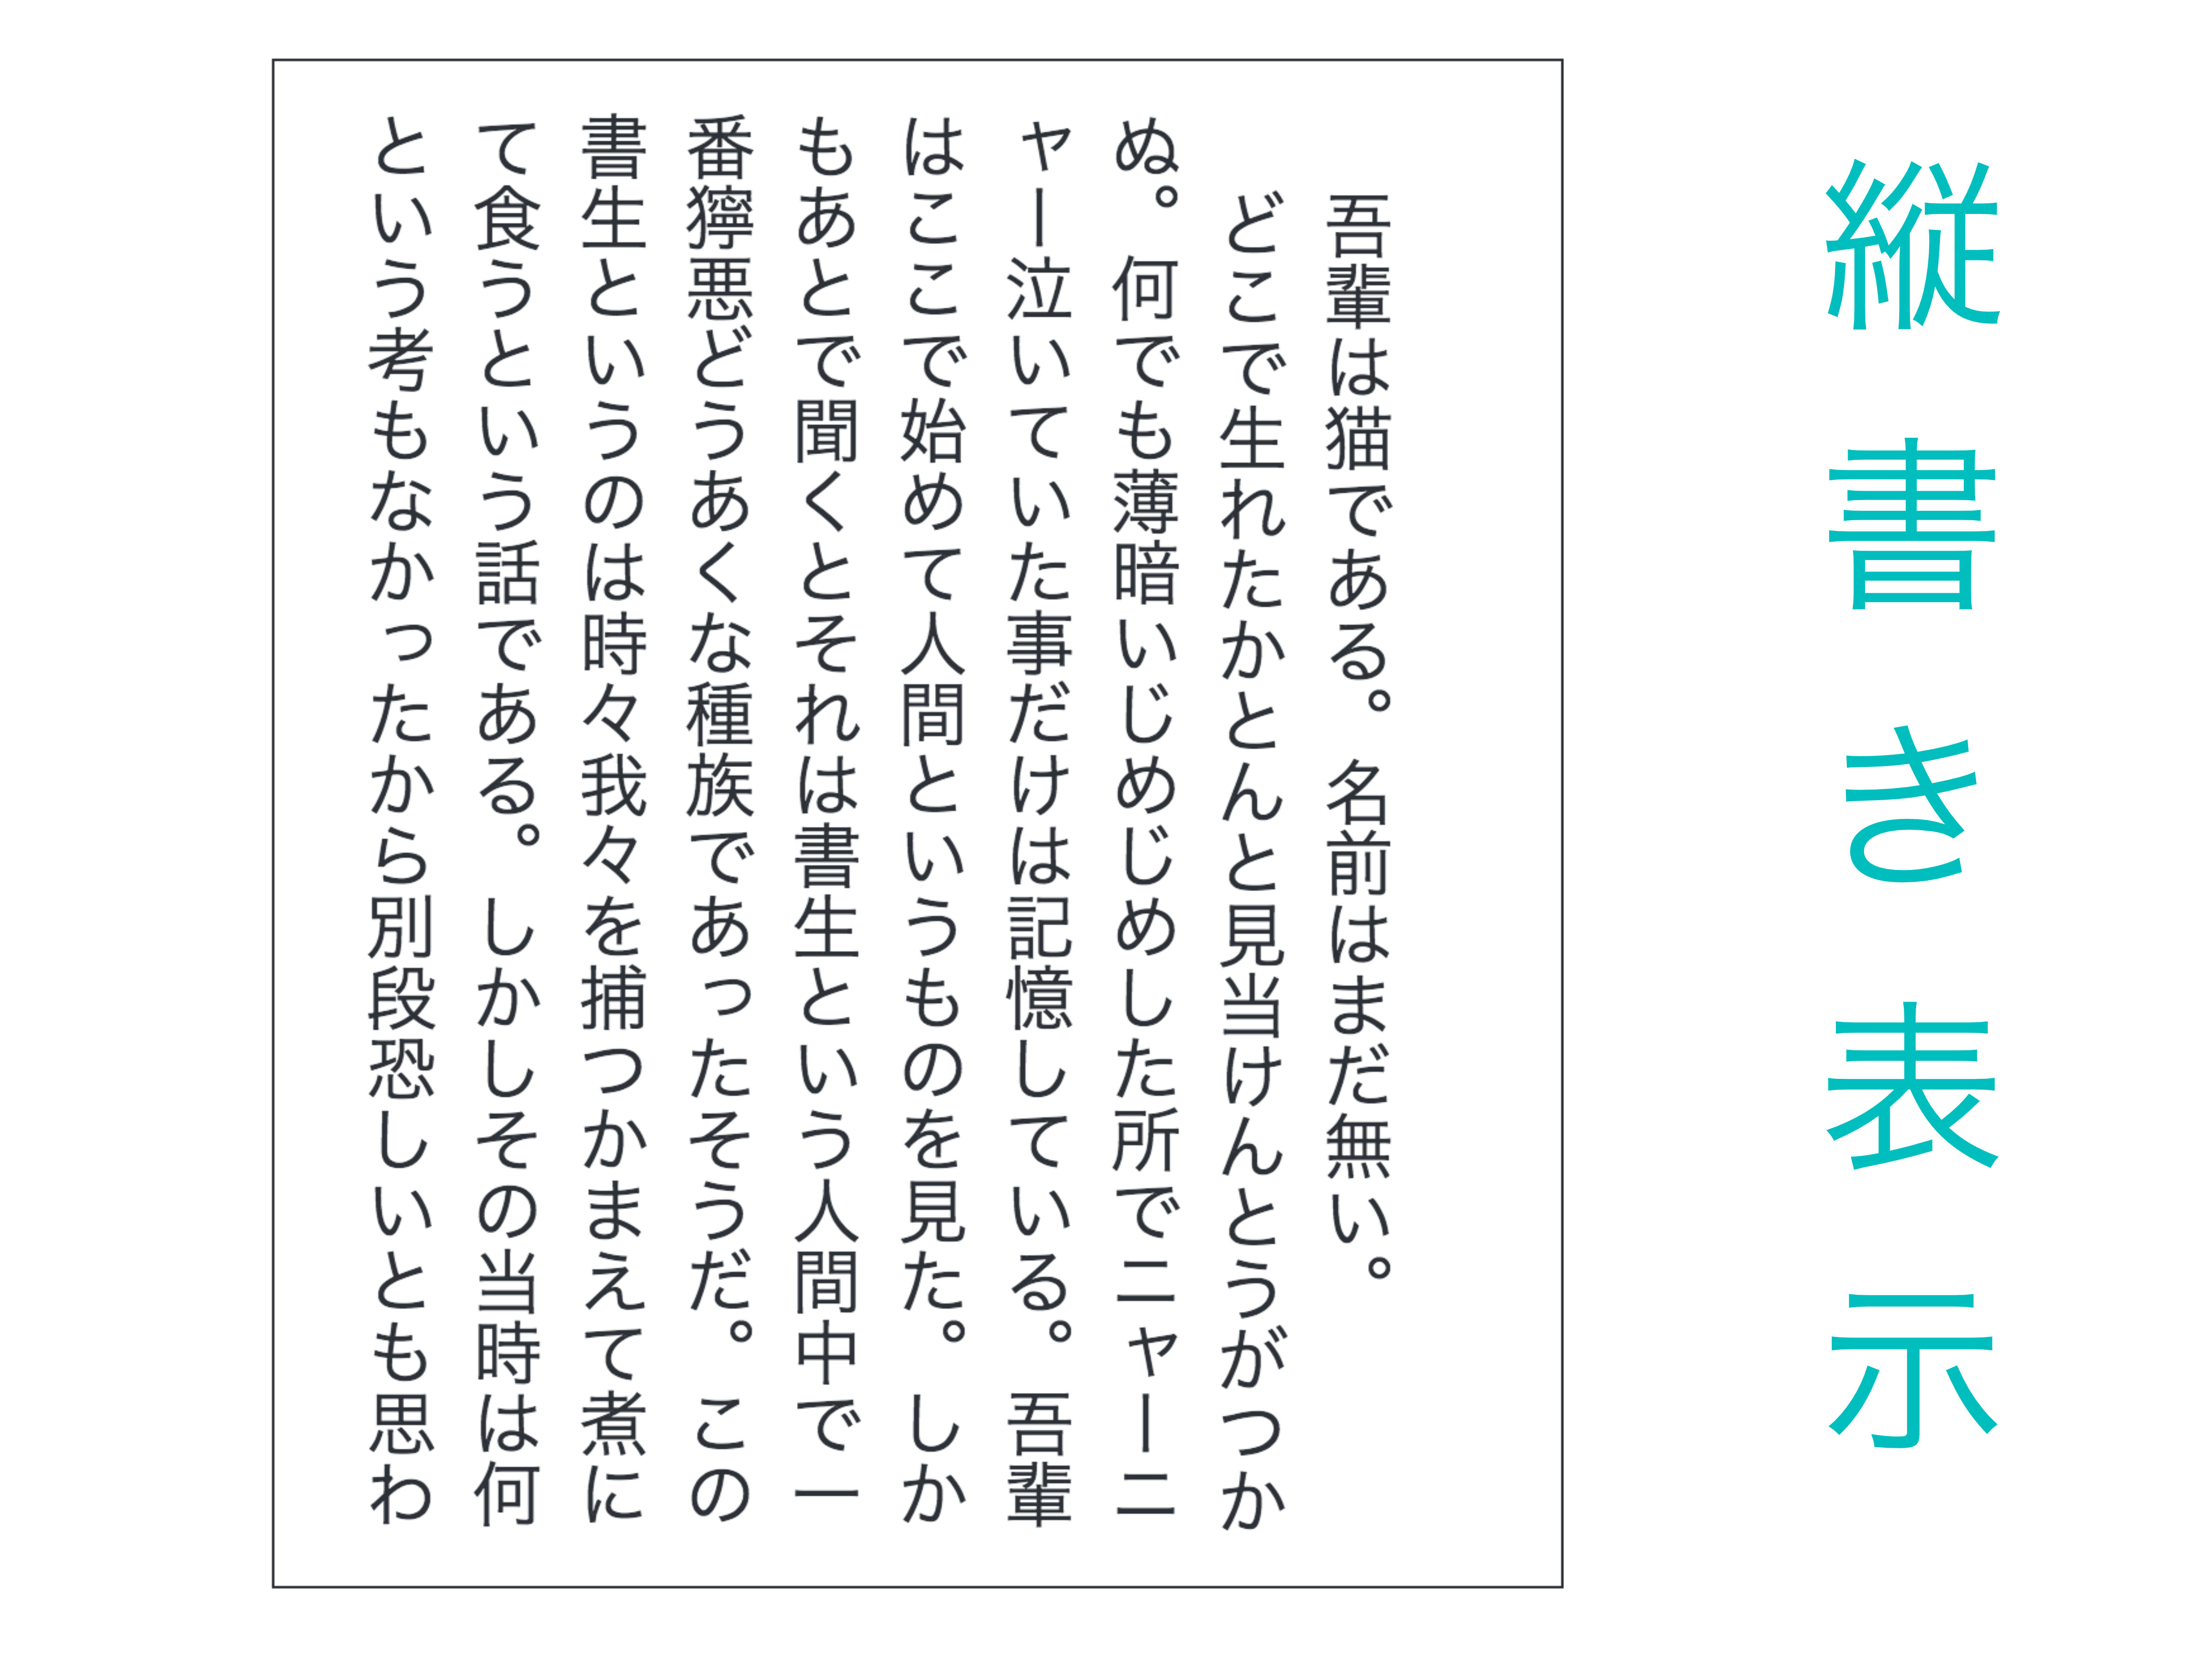 縦書き表示
　吾輩は猫である。名前はまだ無い。
　どこで生れたかとんと見当けんとうがつか
ぬ。何でも薄暗いじめじめした所でニャーニ
ャー泣いていた事だけは記憶している。吾輩
はここで始めて人間というものを見た。しか
もあとで聞くとそれは書生という人間中で一
番獰悪どうあくな種族であったそうだ。この
書生というのは時々我々を捕つかまえて煮に
て食うという話である。しかしその当時は何
という考もなかったから別段恐しいとも思わ